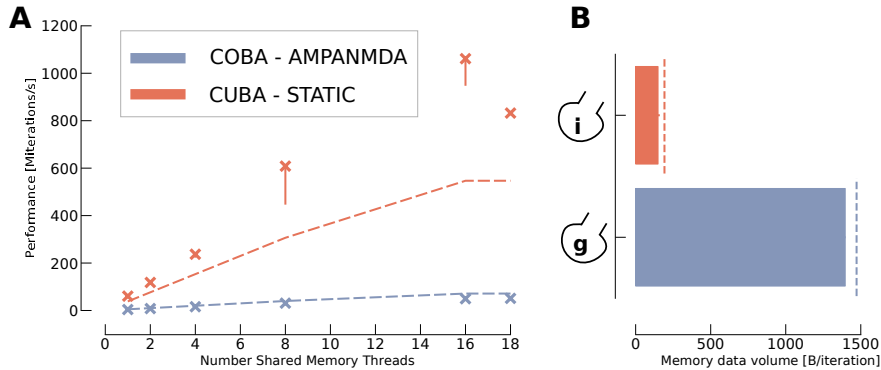 A
B
1200
1000
800
600
400
200
0
Performance [Miterations/s]
COBA - AMPANMDA
CUBA - STATIC
0 2 4 6 8 10 12 14 16 18
Number Shared Memory Threads
i
g
0 500 1000 1500
Memory data volume [B/iteration]